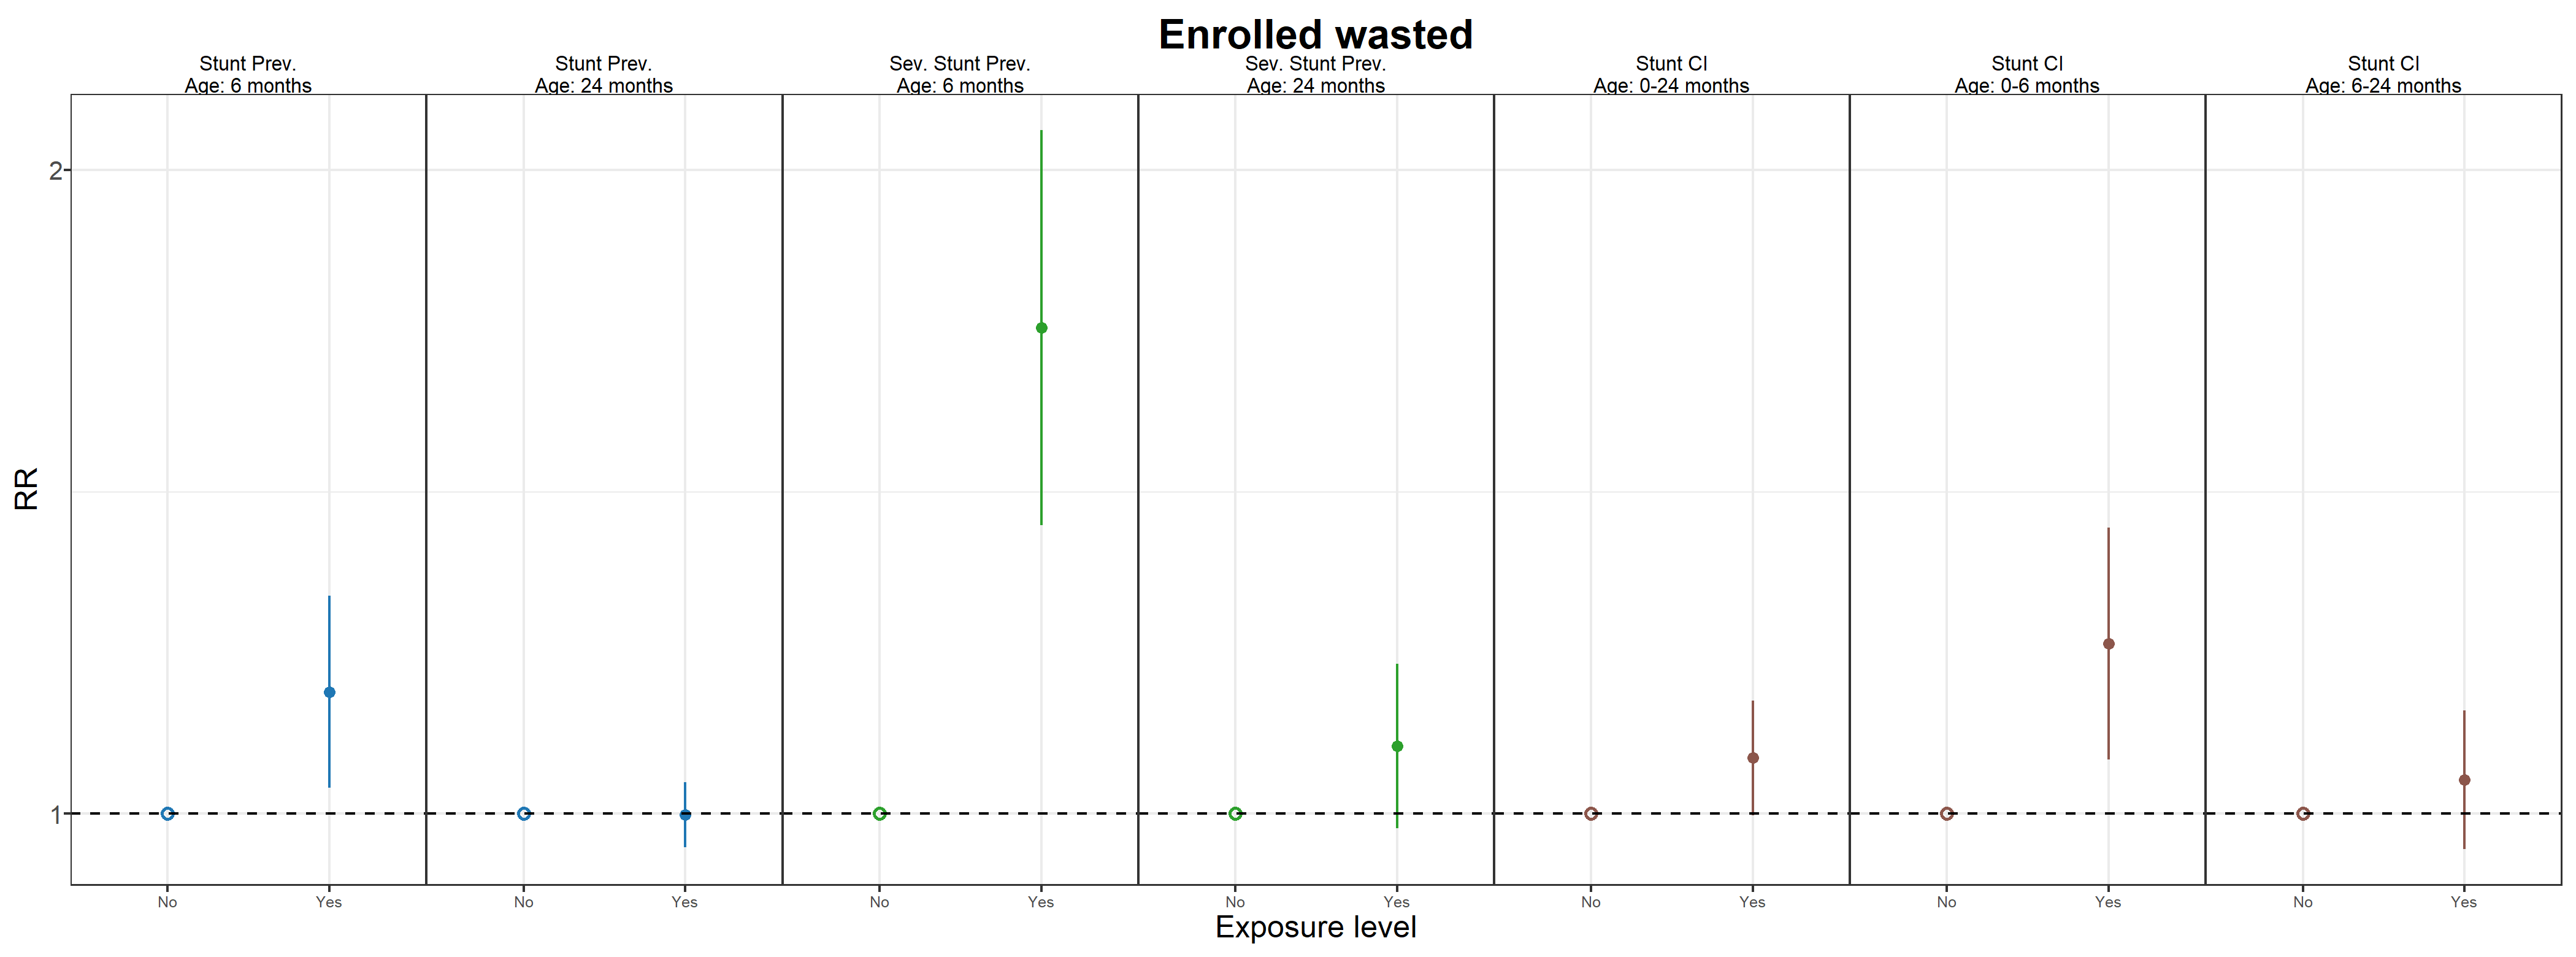 Enrolled wasted
Stunt Prev.
Age: 6 months
Stunt Prev.
Age: 24 months
Sev. Stunt Prev.
Age: 6 months
Sev. Stunt Prev.
Age: 24 months
Stunt CI
Age: 0-24 months
Stunt CI
Age: 0-6 months
Stunt CI
Age: 6-24 months
RR
2
1
No
Yes
No
Yes
No
Yes
No
Yes
No
Yes
No
Yes
No
Yes
Exposure level